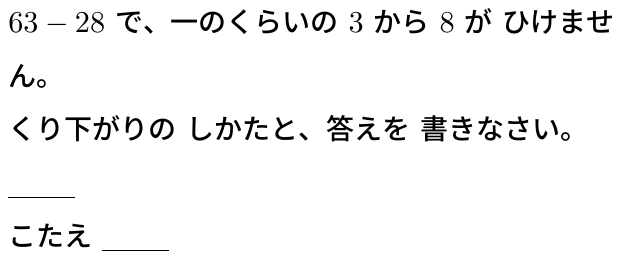 63 − 28 で、一のくらいの 3 から 8 が ひけませ
ん。
くり下がりの しかたと、答えを 書きなさい。
_____
こたえ _____